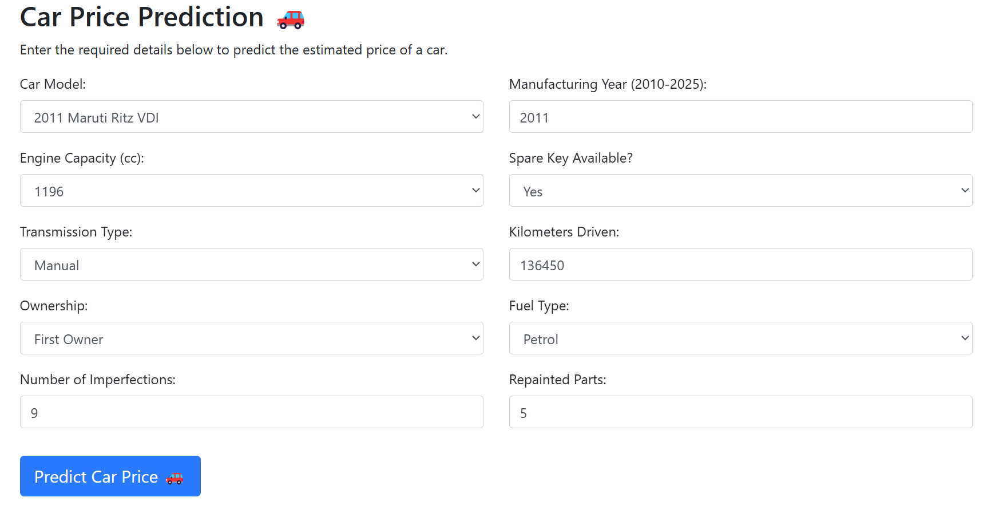 Car Price Prediction 🚗
Enter the required details below to predict the estimated price of a car.
Car Model:
2011 Maruti Ritz VDI
Manufacturing Year (2010-2025):
2011
Engine Capacity (cc):
1196
Spare Key Available?
Yes
Transmission Type:
Manual
Kilometers Driven:
136450
Ownership:
First Owner
Fuel Type:
Petrol
Number of Imperfections:
9
Repainted Parts:
5
Predict Car Price 🚗